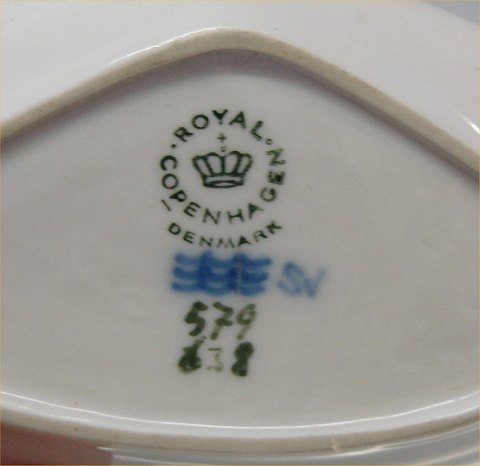 ROYAL
COPENHAGEN
DENMARK
SV
579
638